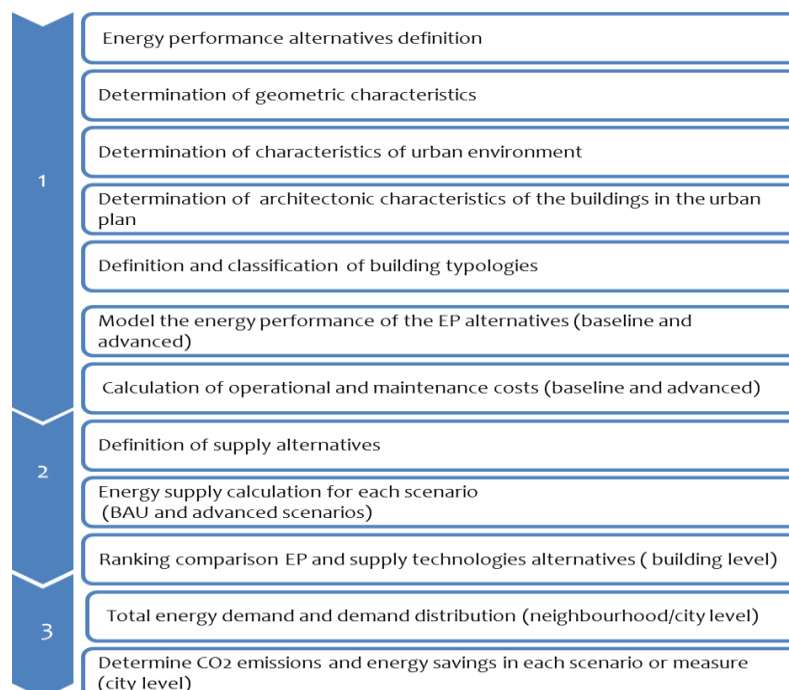 Energy performance alternatives definition
Determination of geometric characteristics
Determination of characteristics of urban environment
1
Determination of architectonic characteristics of the buildings in the urban
plan
Definition and classification of building typologies
Model the energy performance of the EP alternatives (baseline and
advanced)
Calculation of operational and maintenance costs (baseline and advanced)
Definition of supply alternatives
2
Energy supply calculation for each scenario
(BAU and advanced scenarios)
Ranking comparison EP and supply technologies alternatives ( building level)
Total energy demand and demand distribution (neighbourhood/city level)
3
Determine CO2 emissions and energy savings in each scenario or measure
(city level)